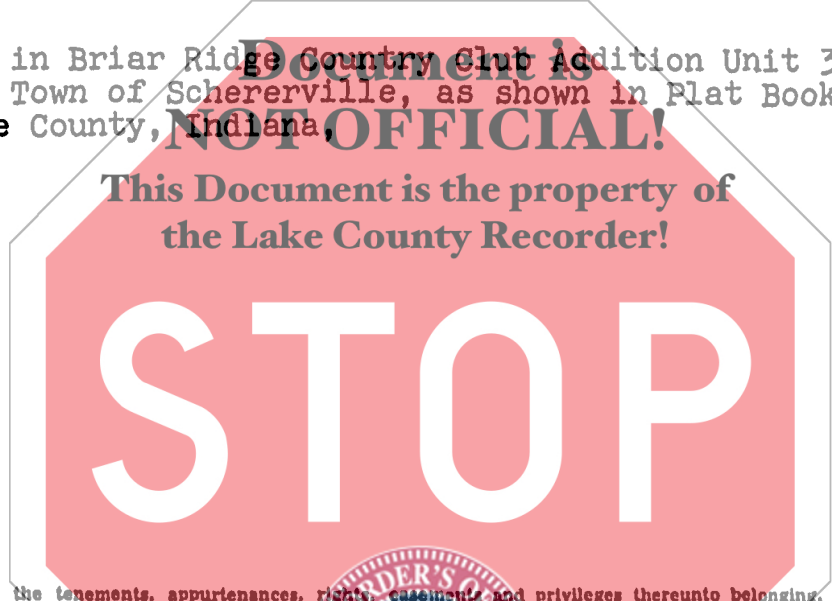 in Briar Ridge Country Club Addition Unit 3
Document is
Town of Schererville, as shown in Plat Book
e County, Indiana,
NOT OFFICIAL!
This Document is the property of
the Lake County Recorder!
STOP
RDER'S O
the tenements, appurtenances, rights, easements and privileges thereunto belonging,